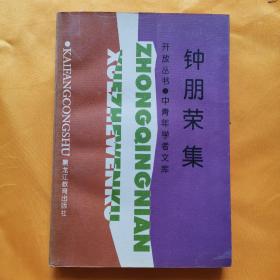 钟朋荣集
开放丛书●中青年学者文库
ZHONGQINGNIAN
XUEZHEWENKU
●KAIFANGCONGSHU
黑龙江教育出版社